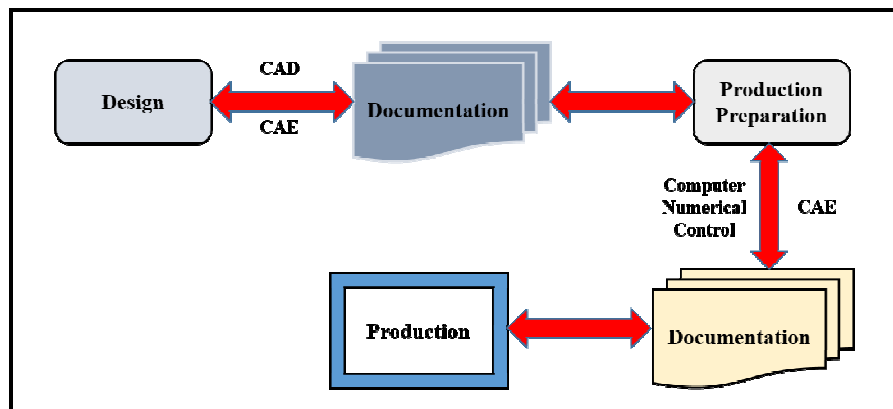 CAD
Design
Documentation
CAE
Production
Preparation
Computer
Numerical
Control
CAE
Production
Documentation